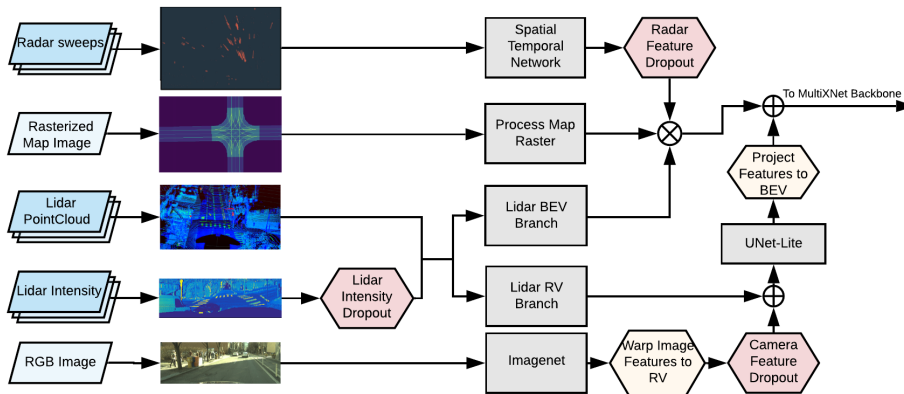 Radar sweeps
Spatial
Temporal
Network
Radar
Feature
Dropout
To MultiXNet Backbone
Rasterized
Map Image
Process Map
Raster
Project
Features to
BEV
Lidar
PointCloud
Lidar BEV
Branch
UNet-Lite
Lidar Intensity
Lidar
Intensity
Dropout
Lidar RV
Branch
RGB Image
Imagenet
Warp Image
Features to
RV
Camera
Feature
Dropout